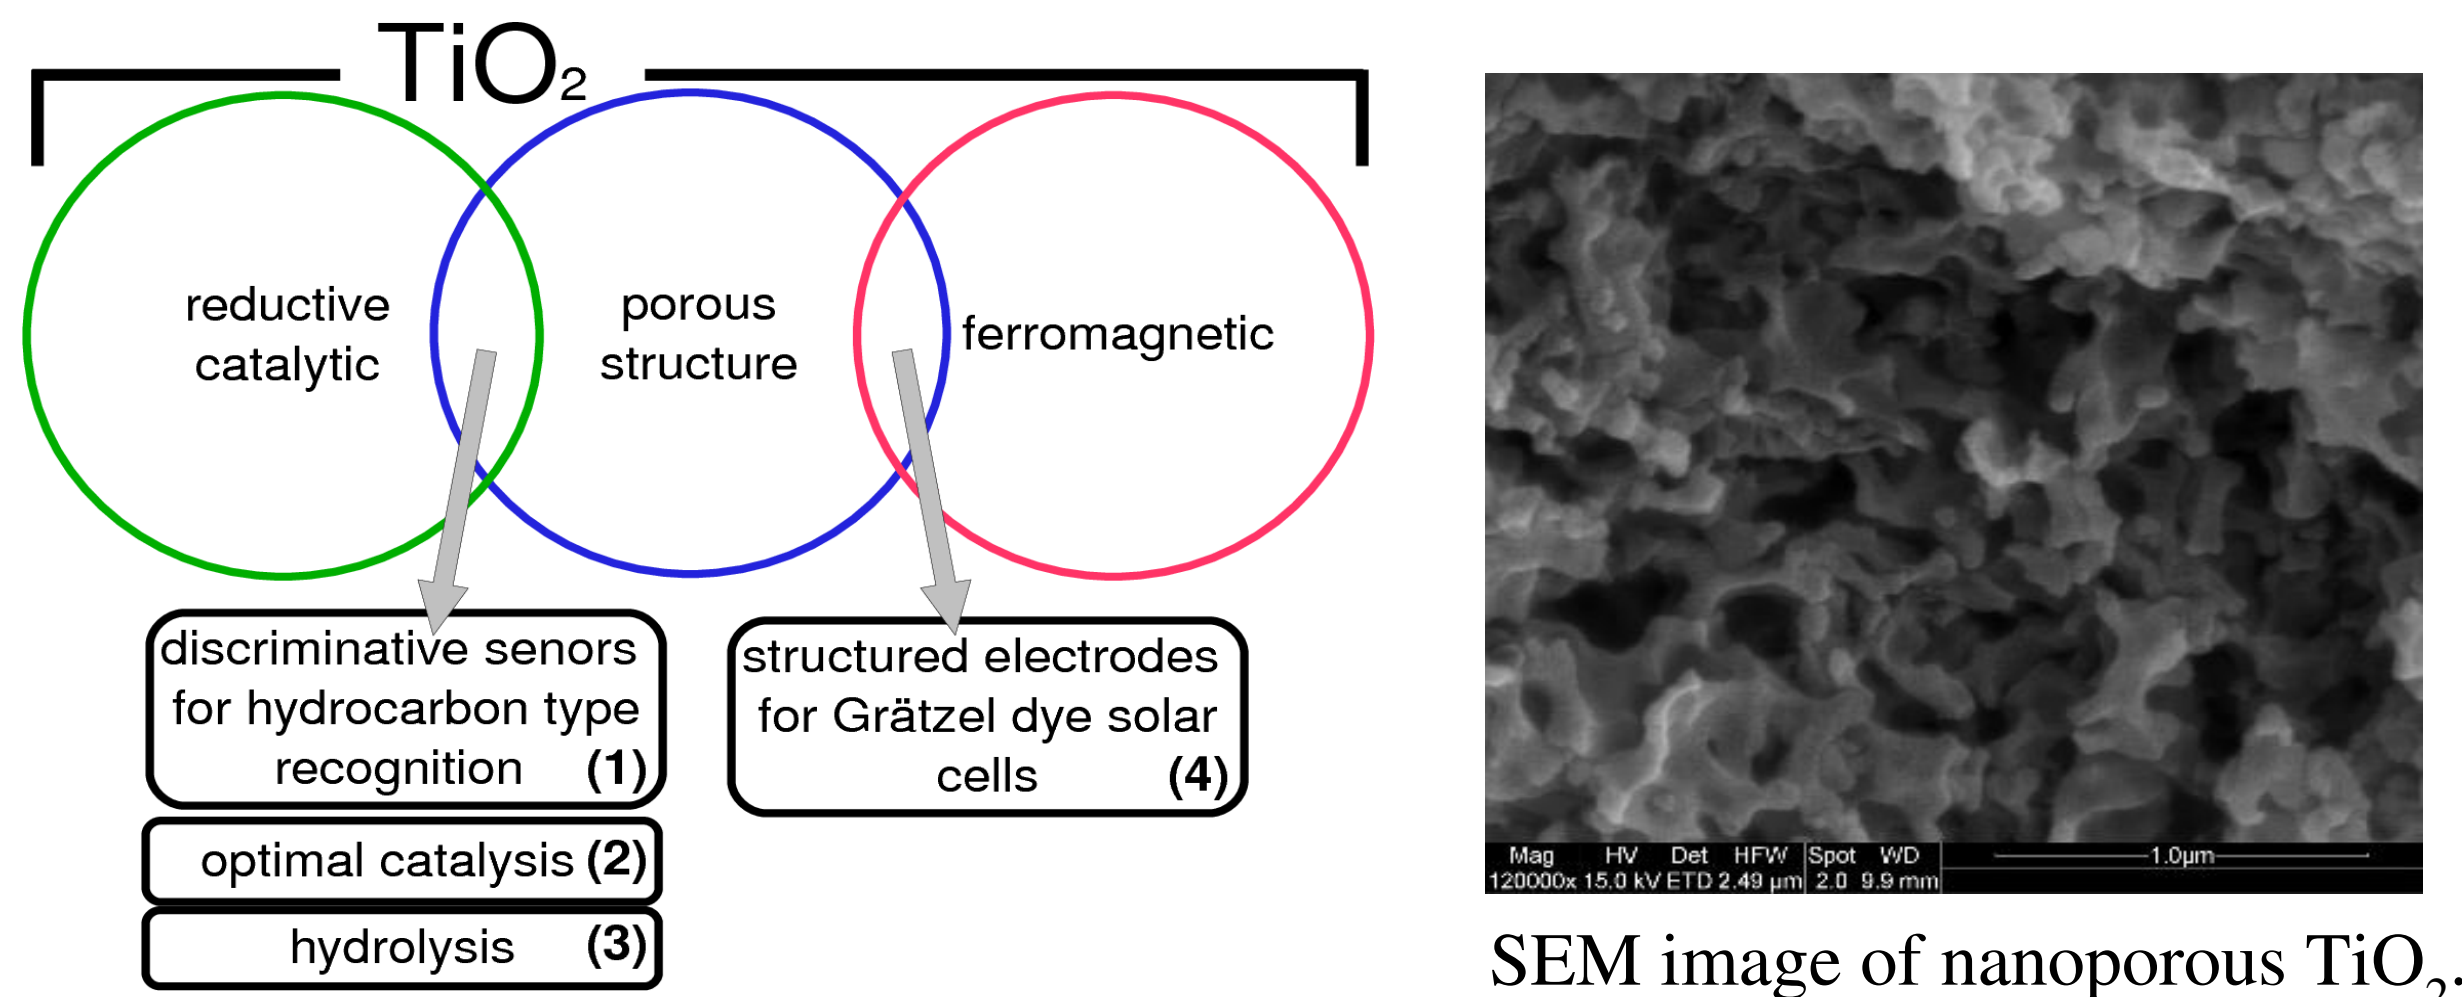 TiO₂
reductive
catalytic
porous
structure
ferromagnetic
discriminative senors
for hydrocarbon type
recognition (1)
optimal catalysis (2)
hydrolysis (3)
structured electrodes
for Grätzel dye solar
cells (4)
Mag HV Det HFW Spot WD 1.0µm
120000x 15.0 kV ETD 2.49 µm 2.0 9.9 mm
SEM image of nanoporous TiO₂.